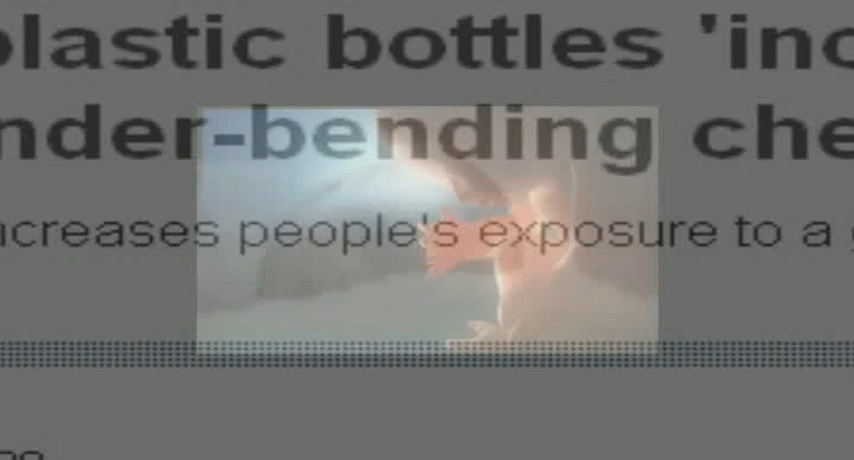 plastic bottles 'inc
nder-bending che
ncreases people's exposure to a